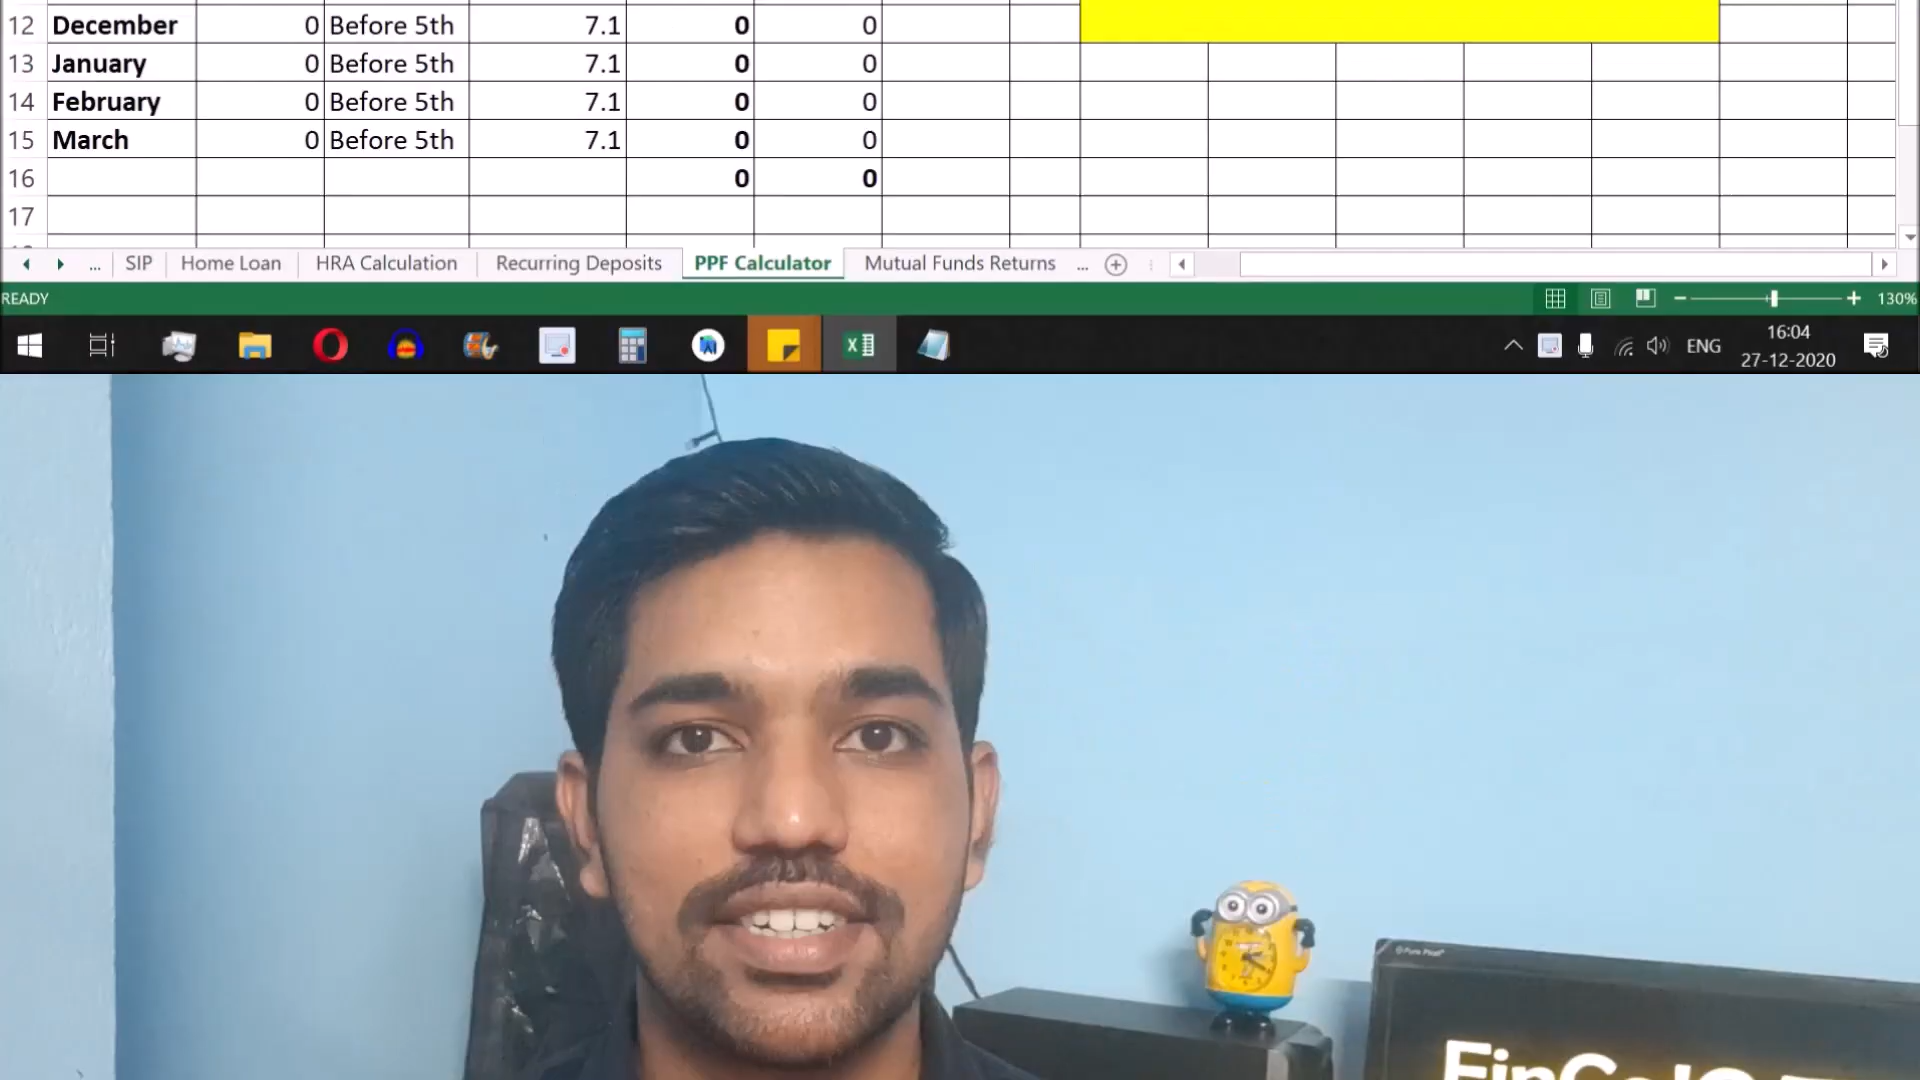 12 December 0 Before 5th 7.1 0 0
13 January 0 Before 5th 7.1 0 0
14 February 0 Before 5th 7.1 0 0
15 March 0 Before 5th 7.1 0 0
16 0 0
17
... SIP Home Loan HRA Calculation Recurring Deposits PPF Calculator Mutual Funds Returns ...
READY 130%
ENG 16:04
27-12-2020
Pure Pixel